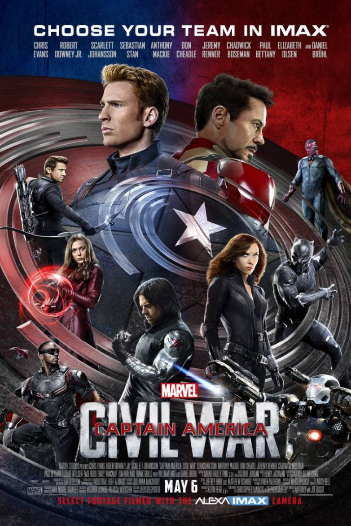 CHOOSE YOUR TEAM IN IMAX®
CHRIS EVANS ROBERT DOWNEY JR. SCARLETT JOHANSSON SEBASTIAN STAN ANTHONY MACKIE DON CHEADLE JEREMY RENNER CHADWICK BOSEMAN PAUL BETTANY ELIZABETH OLSEN AND DANIEL BRÜHL
MARVEL
CAPTAIN AMERICA
CIVIL WAR
MAY 6
SELECT FOOTAGE FILMED WITH THE ALEXA IMAX CAMERA